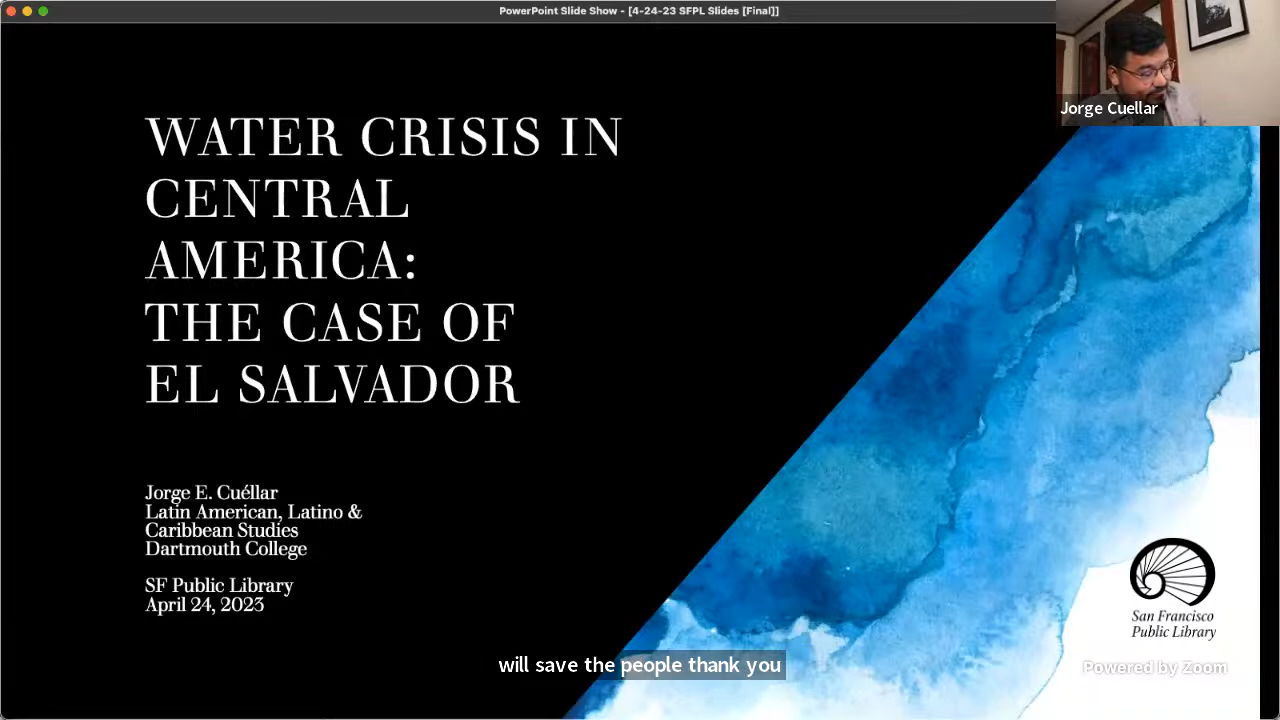 PowerPoint Slide Show - [4-24-23 SFPL Slides [Final]]
Jorge Cuellar
WATER CRISIS IN
CENTRAL
AMERICA:
THE CASE OF
EL SALVADOR
Jorge E. Cuéllar
Latin American, Latino &
Caribbean Studies
Dartmouth College
SF Public Library
April 24, 2023
San Francisco
Public Library
will save the people thank you
Powered by Zoom